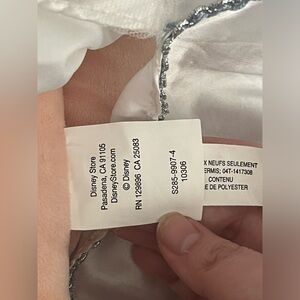 Disney Store
Pasadena, CA 91105
DisneyStore.com
© Disney
RN 129896 CA 25083
S285-9907-4
10306
X NEUFS SEULEMENT
ERMIS; 04T-1417308
CONTENU
E DE POLYESTER